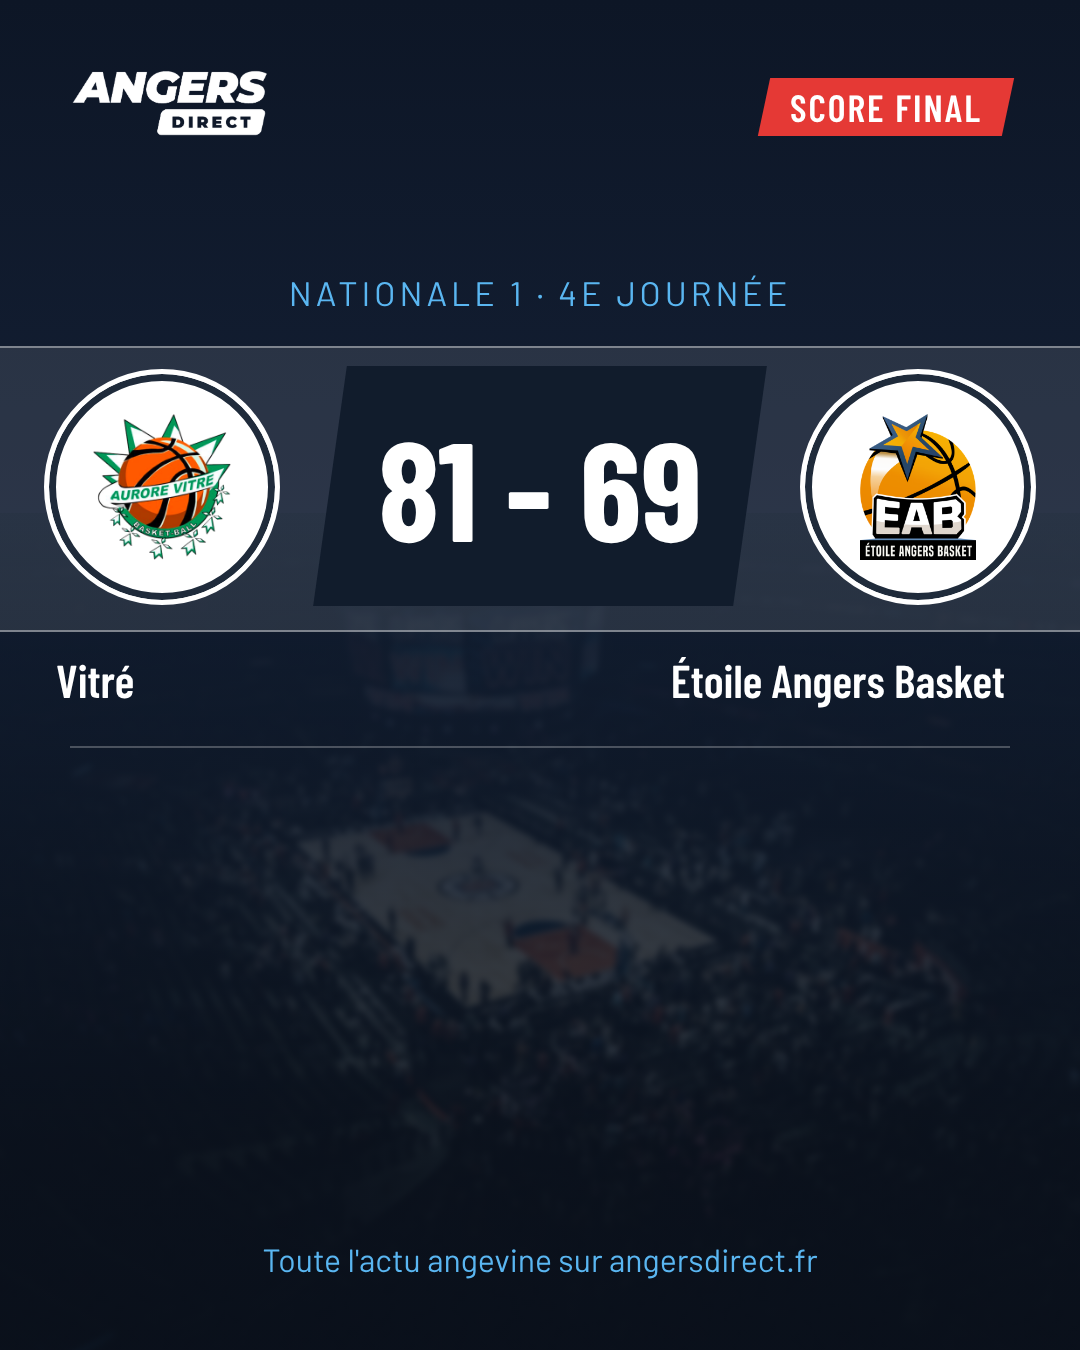 ANGERS
DIRECT
SCORE FINAL
NATIONALE 1 · 4E JOURNÉE
AURORE VITRÉ
BASKET BALL
81 - 69
EAB
ÉTOILE ANGERS BASKET
Vitré
Étoile Angers Basket
Toute l'actu angevine sur angersdirect.fr